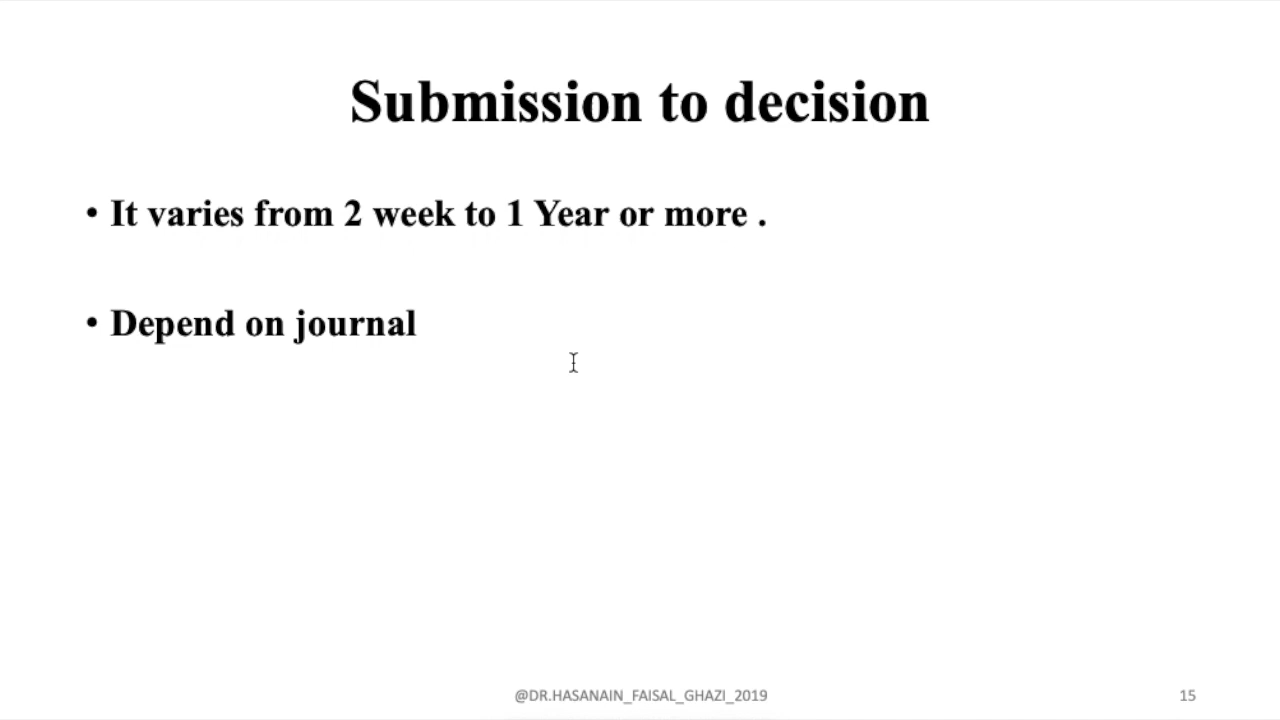 Submission to decision
• It varies from 2 week to 1 Year or more .
• Depend on journal
@DR.HASANAIN_FAISAL_GHAZI_2019
15